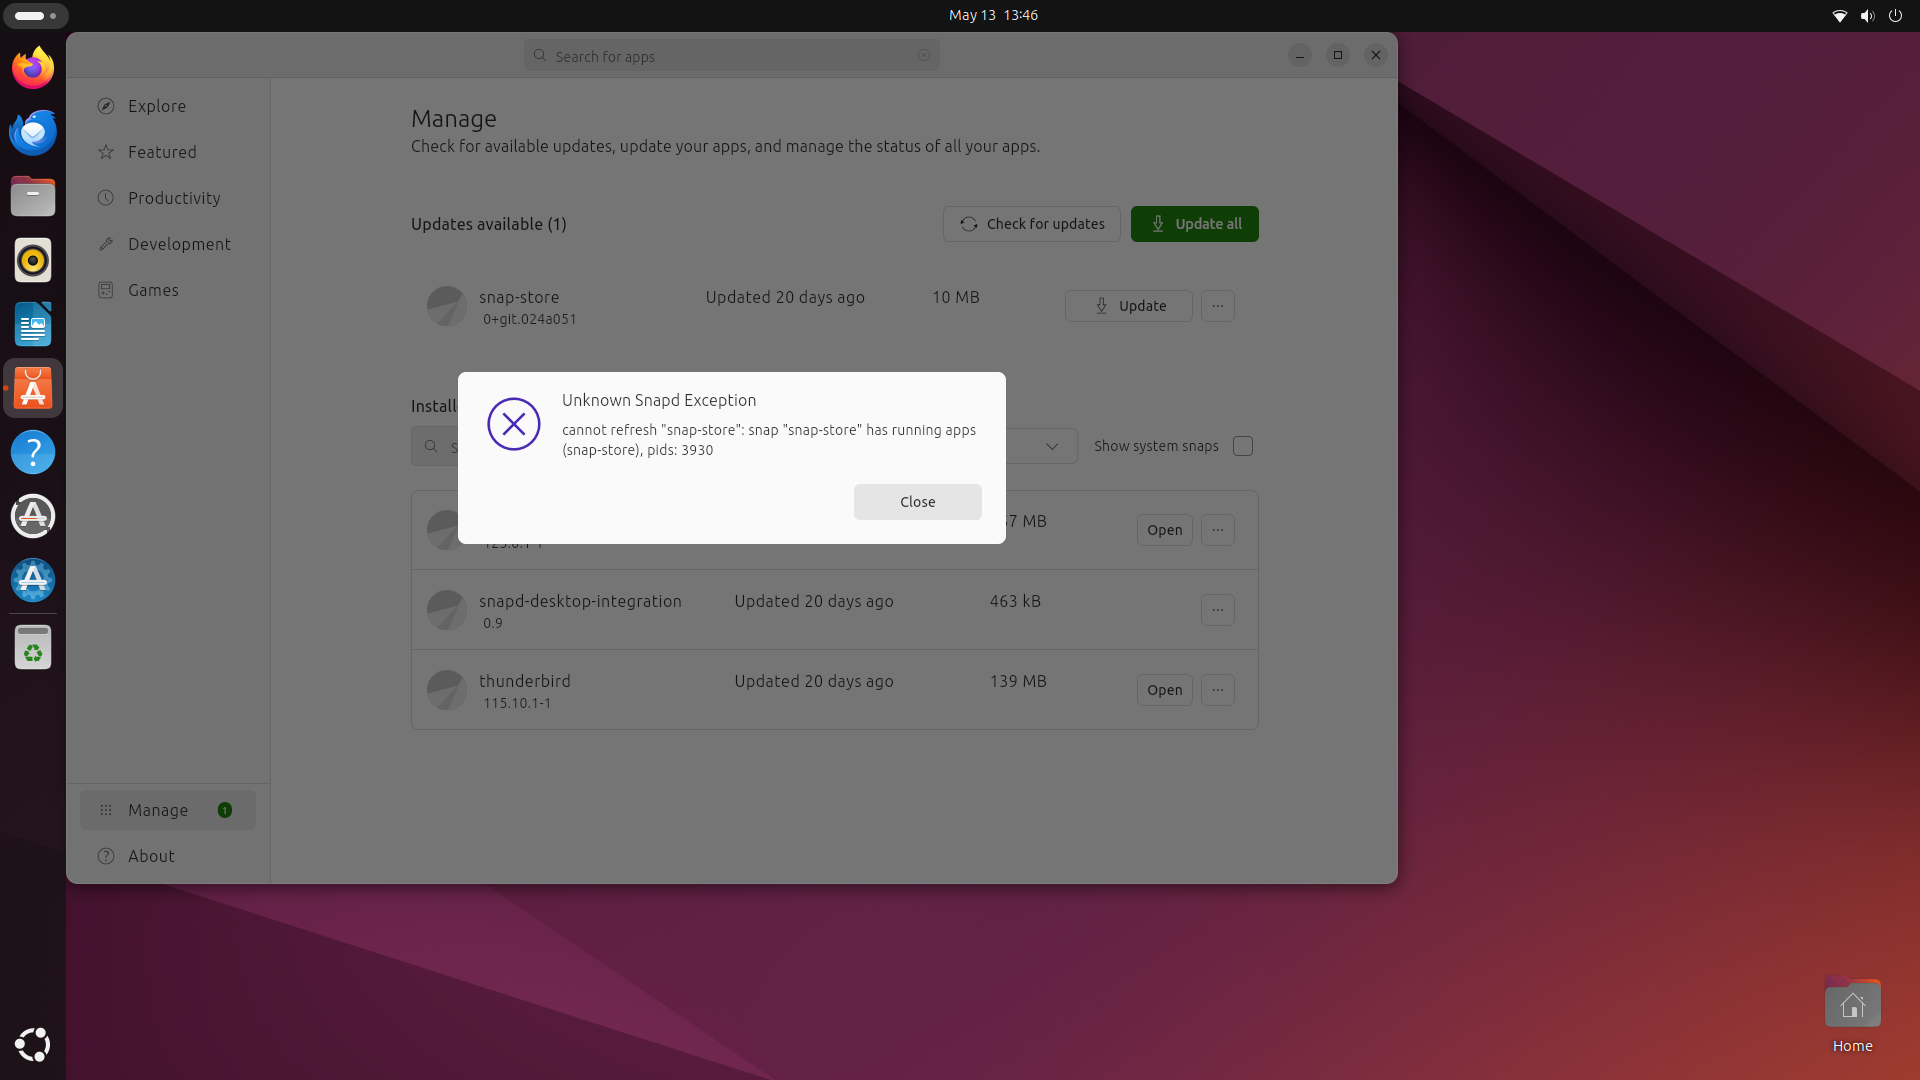 May 13 13:46
Search for apps
Explore
Featured
Productivity
Development
Games
Manage
Check for available updates, update your apps, and manage the status of all your apps.
Updates available (1)
Check for updates
Update all
snap-store
Updated 20 days ago
10 MB
0+git.024a051
Update
Unknown Snapd Exception
cannot refresh "snap-store": snap "snap-store" has running apps
(snap-store), pids: 3930
Close
Show system snaps
MB
Open
snapd-desktop-integration
Updated 20 days ago
463 kB
0.9
thunderbird
Updated 20 days ago
139 MB
115.10.1-1
Open
Manage
1
About
Home